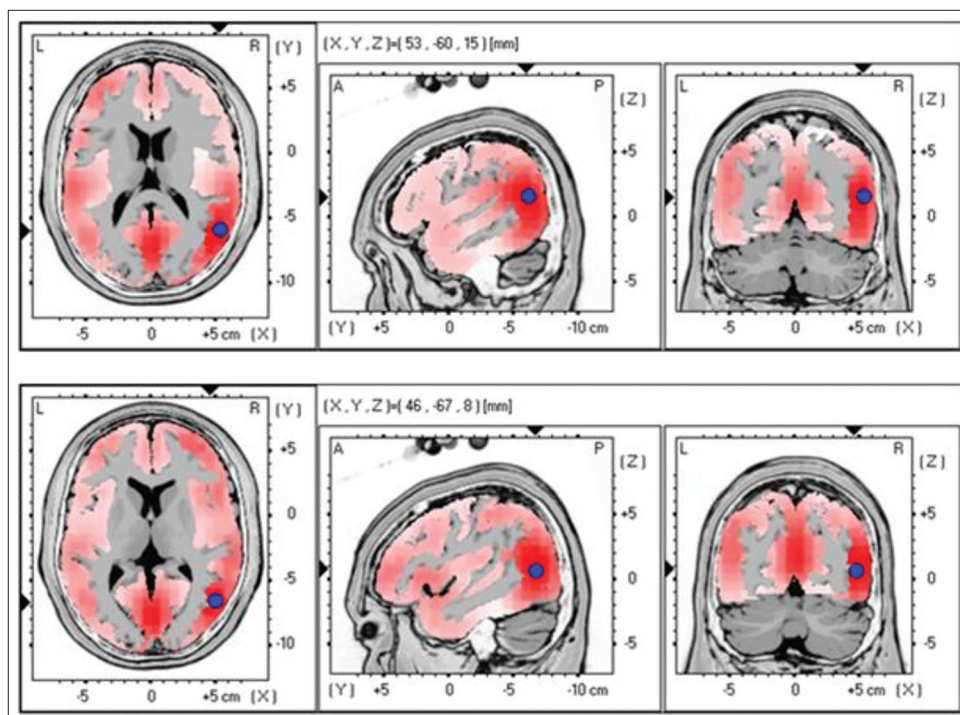 L R (Y)
+5
0
-5
-10
-5 0 +5 cm (X)
(X, Y, Z)=( 53 , -60 , 15 ) [mm]
A P (Z)
+5
0
-5
(Y) +5 0 -5 -10 cm
L R (Z)
+5
0
-5
-5 0 +5 cm (X)
L R (Y)
+5
0
-5
-10
-5 0 +5 cm (X)
(X, Y, Z)=( 46 , -67 , 8 ) [mm]
A P (Z)
+5
0
-5
(Y) +5 0 -5 -10 cm
L R (Z)
+5
0
-5
-5 0 +5 cm (X)